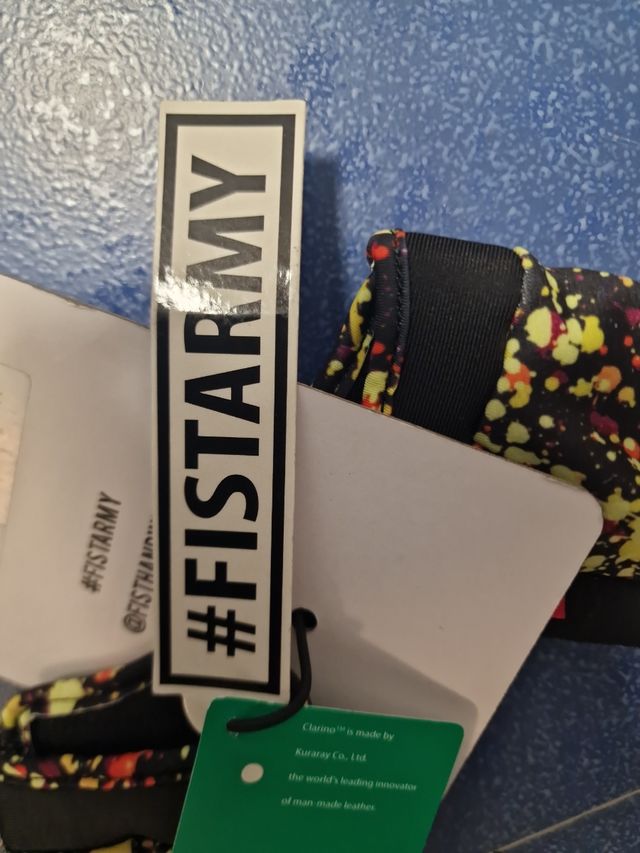 #FISTARMY
#FISTARMY
Clarino™ is made by
Kuraray Co., Ltd.
the world's leading innovator
of man-made leather.